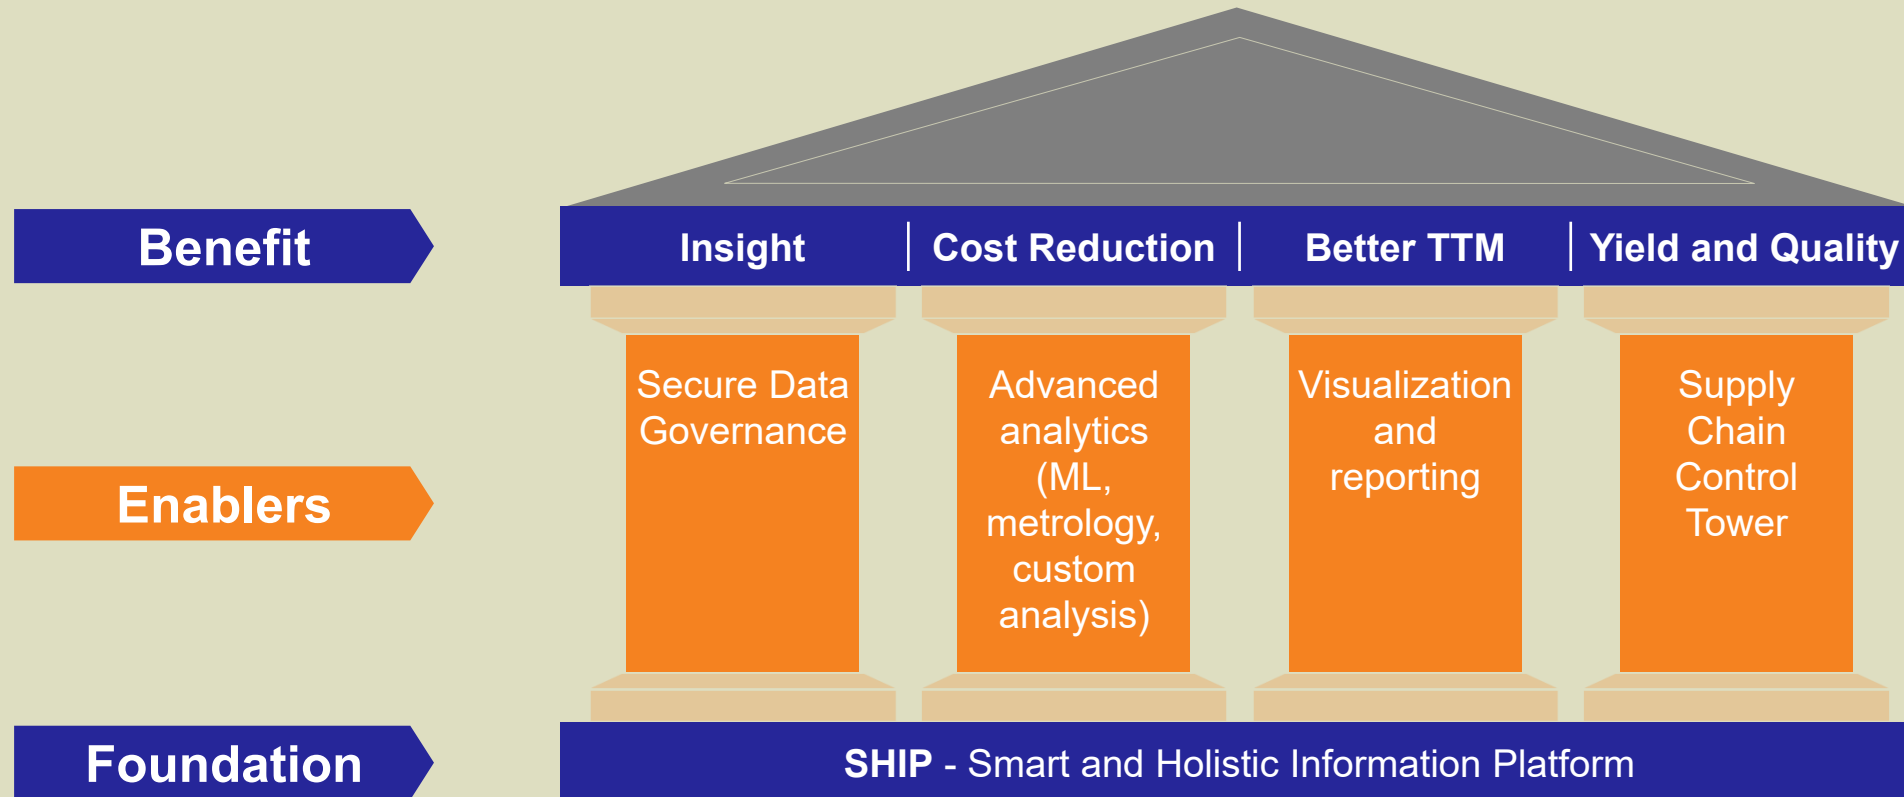 Benefit
Insight
Cost Reduction
Better TTM
Yield and Quality
Enablers
Secure Data
Governance
Advanced
analytics
(ML,
metrology,
custom
analysis)
Visualization
and
reporting
Supply
Chain
Control
Tower
Foundation
SHIP - Smart and Holistic Information Platform